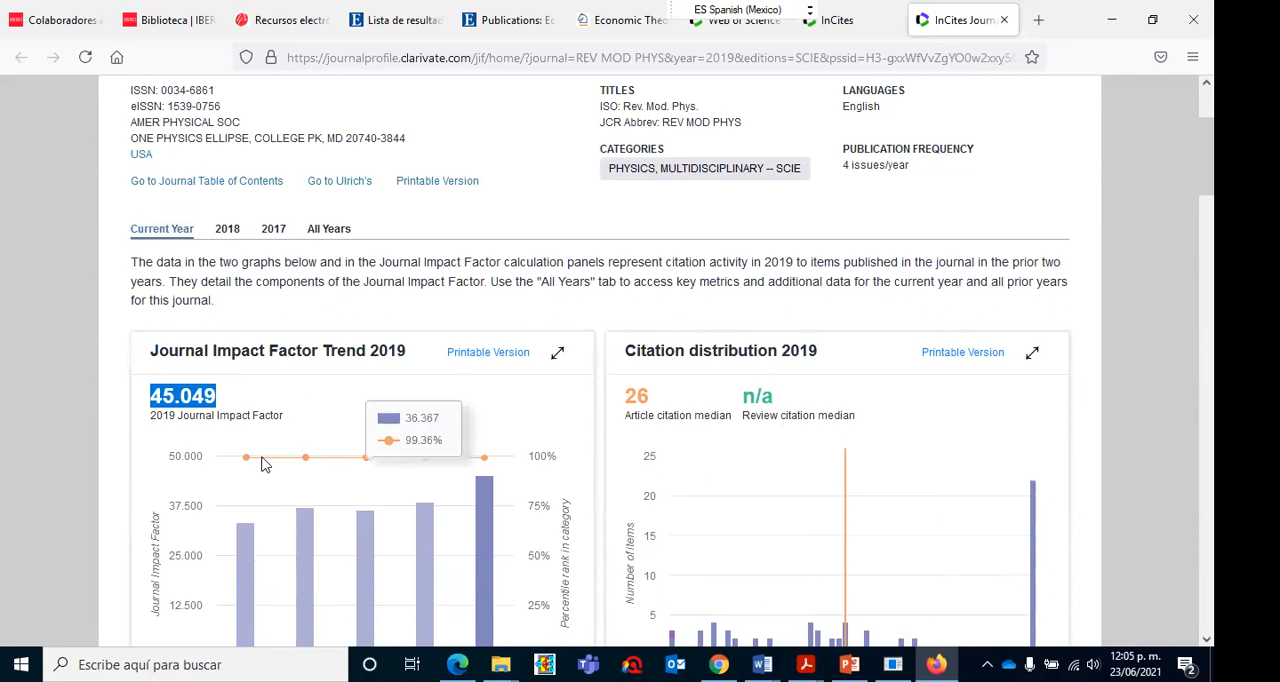 ES Spanish (Mexico)
Colaboradores
Biblioteca | IBER
Recursos electr
Lista de resulta
Publications: Ec
Economic Theo
Web of Science
InCites
InCites Journ
https://journalprofile.clarivate.com/jif/home/?journal=REV MOD PHYS&year=2019&editions=SCIE&pssid=H3-gxxWfVvZgYO0w2xxy5
ISSN: 0034-6861
eISSN: 1539-0756
AMER PHYSICAL SOC
ONE PHYSICS ELLIPSE, COLLEGE PK, MD 20740-3844
USA
Go to Journal Table of Contents
Go to Ulrich's
Printable Version
TITLES
ISO: Rev. Mod. Phys.
JCR Abbrev: REV MOD PHYS
CATEGORIES
PHYSICS, MULTIDISCIPLINARY -- SCIE
LANGUAGES
English
PUBLICATION FREQUENCY
4 issues/year
Current Year
2018
2017
All Years
The data in the two graphs below and in the Journal Impact Factor calculation panels represent citation activity in 2019 to items published in the journal in the prior two
years. They detail the components of the Journal Impact Factor. Use the "All Years" tab to access key metrics and additional data for the current year and all prior years
for this journal.
Journal Impact Factor Trend 2019
Printable Version
45.049
2019 Journal Impact Factor
36.367
99.36%
50.000
37.500
25.000
12.500
Journal Impact Factor
100%
75%
50%
25%
Percentile rank in category
Citation distribution 2019
Printable Version
26
Article citation median
n/a
Review citation median
25
20
15
10
5
Number of items
Escribe aquí para buscar
12:05 p. m.
23/06/2021
2